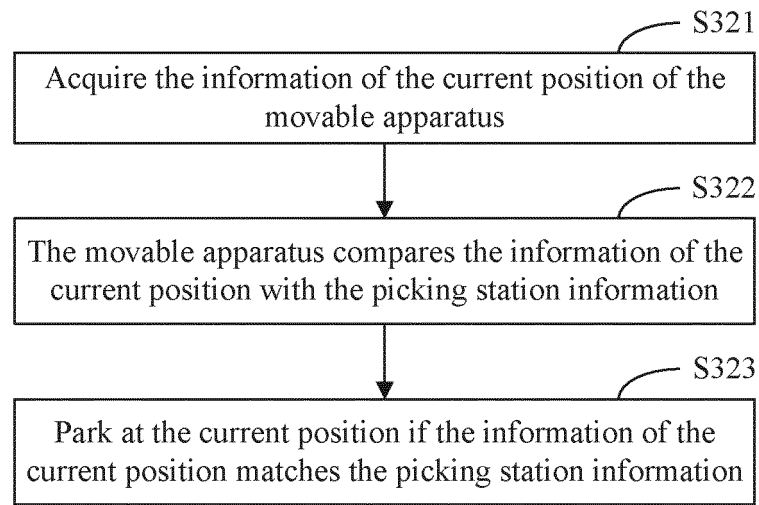 S321
Acquire the information of the current position of the
movable apparatus
S322
The movable apparatus compares the information of the
current position with the picking station information
S323
Park at the current position if the information of the
current position matches the picking station information